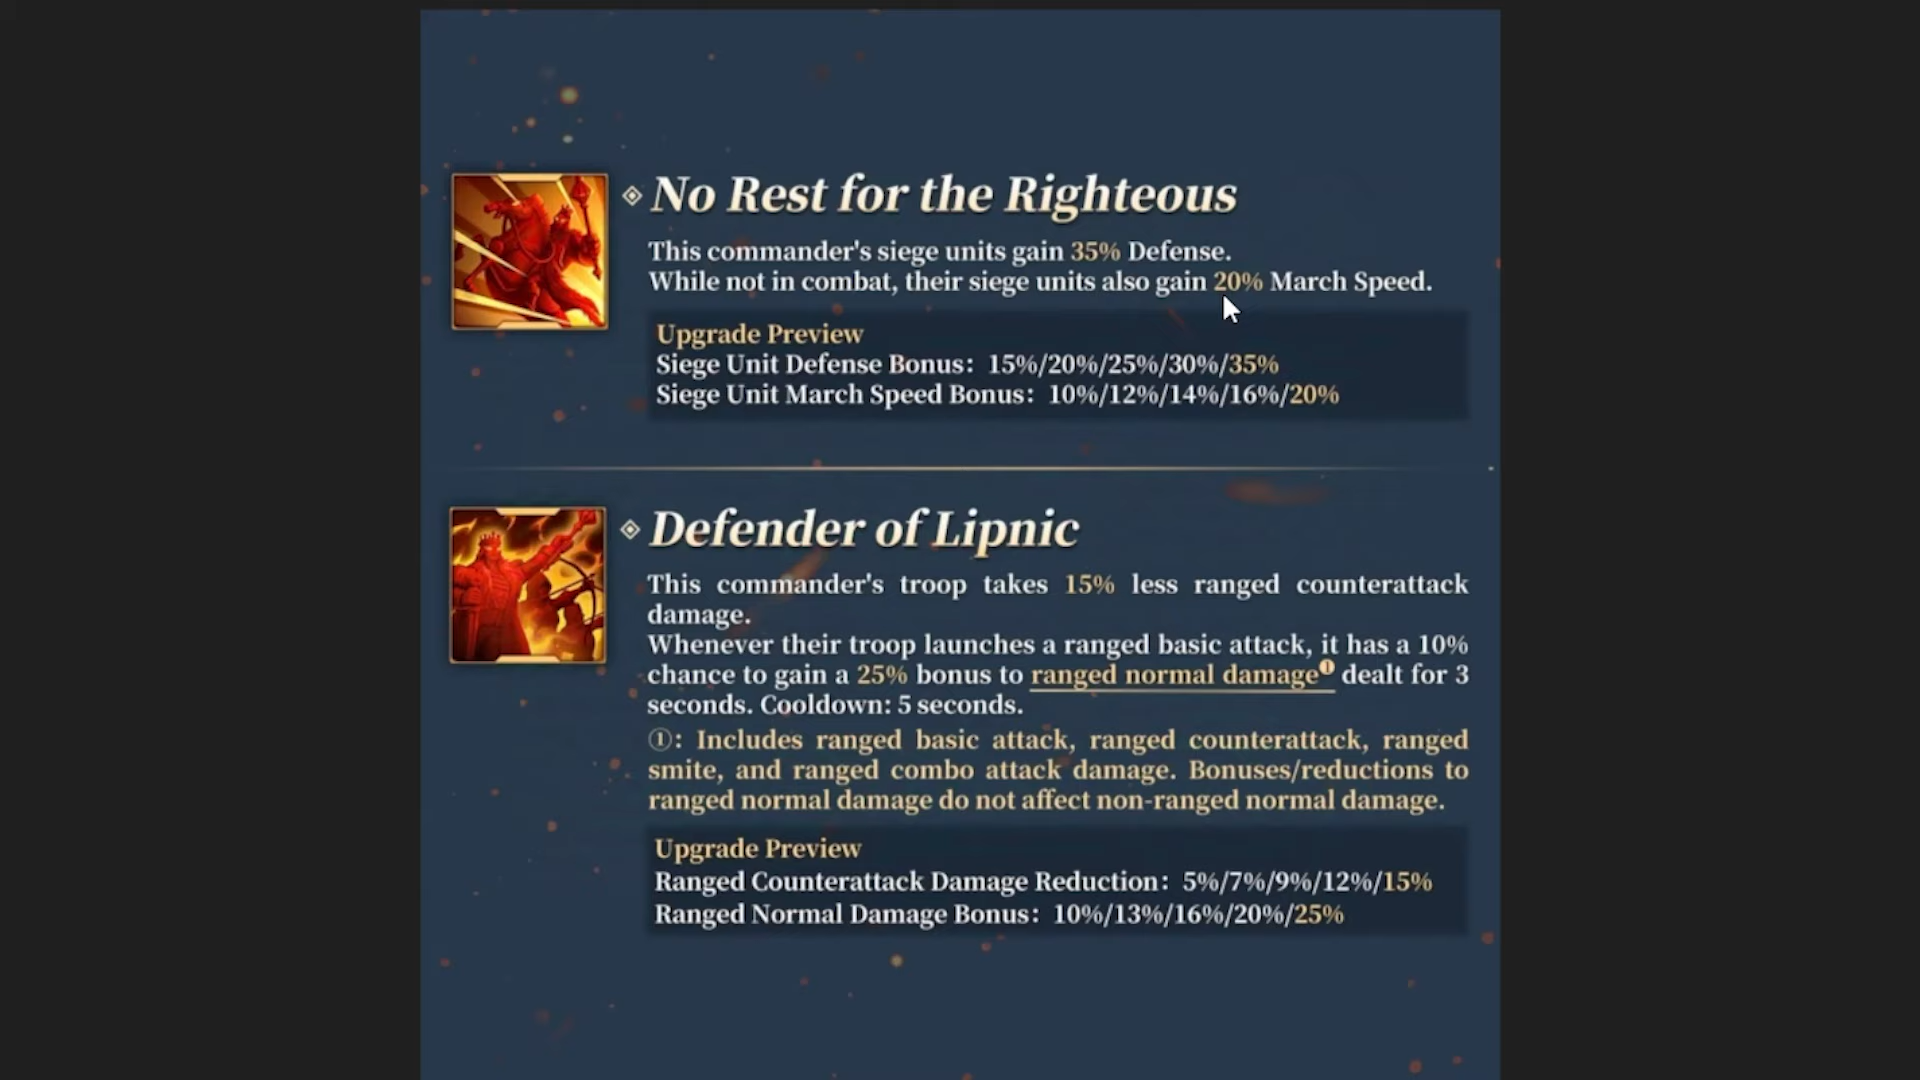 No Rest for the Righteous
This commander's siege units gain 35% Defense.
While not in combat, their siege units also gain 20% March Speed.
Upgrade Preview
Siege Unit Defense Bonus: 15%/20%/25%/30%/35%
Siege Unit March Speed Bonus: 10%/12%/14%/16%/20%
Defender of Lipnic
This commander's troop takes 15% less ranged counterattack
damage.
Whenever their troop launches a ranged basic attack, it has a 10%
chance to gain a 25% bonus to ranged normal damage① dealt for 3
seconds. Cooldown: 5 seconds.
①: Includes ranged basic attack, ranged counterattack, ranged
smite, and ranged combo attack damage. Bonuses/reductions to
ranged normal damage do not affect non-ranged normal damage.
Upgrade Preview
Ranged Counterattack Damage Reduction: 5%/7%/9%/12%/15%
Ranged Normal Damage Bonus: 10%/13%/16%/20%/25%